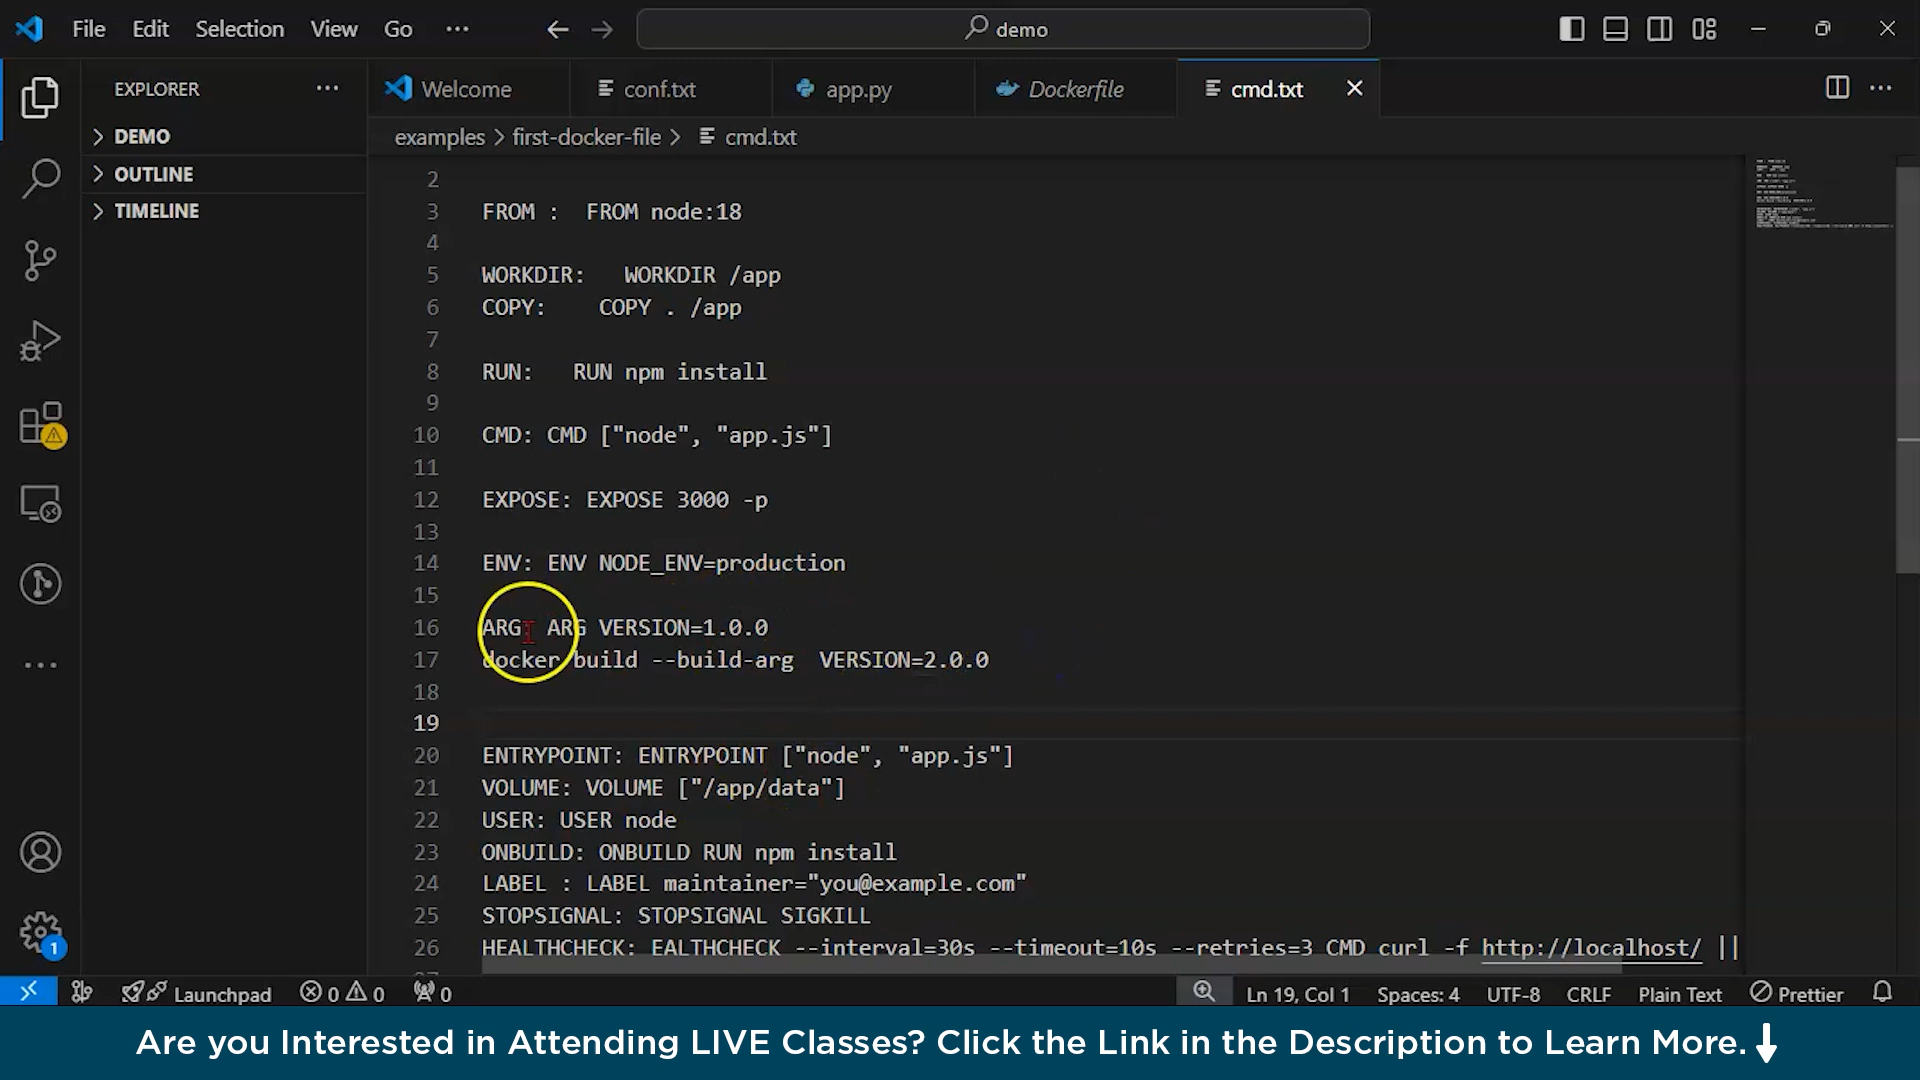 File Edit Selection View Go ··· demo
EXPLORER ···
Welcome conf.txt app.py Dockerfile cmd.txt
DEMO
OUTLINE
TIMELINE
examples > first-docker-file > cmd.txt
2
3 FROM :  FROM node:18
4
5 WORKDIR:   WORKDIR /app
6 COPY:    COPY . /app
7
8 RUN:   RUN npm install
9
10 CMD: CMD ["node", "app.js"]
11
12 EXPOSE: EXPOSE 3000 -p
13
14 ENV: ENV NODE_ENV=production
15
16 ARG:  ARG VERSION=1.0.0
17 docker build --build-arg  VERSION=2.0.0
18
19
20 ENTRYPOINT: ENTRYPOINT ["node", "app.js"]
21 VOLUME: VOLUME ["/app/data"]
22 USER: USER node
23 ONBUILD: ONBUILD RUN npm install
24 LABEL : LABEL maintainer="you@example.com"
25 STOPSIGNAL: STOPSIGNAL SIGKILL
26 HEALTHCHECK: EALTHCHECK --interval=30s --timeout=10s --retries=3 CMD curl -f http://localhost/ ||
1
Launchpad 0 0 0 Ln 19, Col 1 Spaces: 4 UTF-8 CRLF Plain Text Prettier
Are you Interested in Attending LIVE Classes? Click the Link in the Description to Learn More.